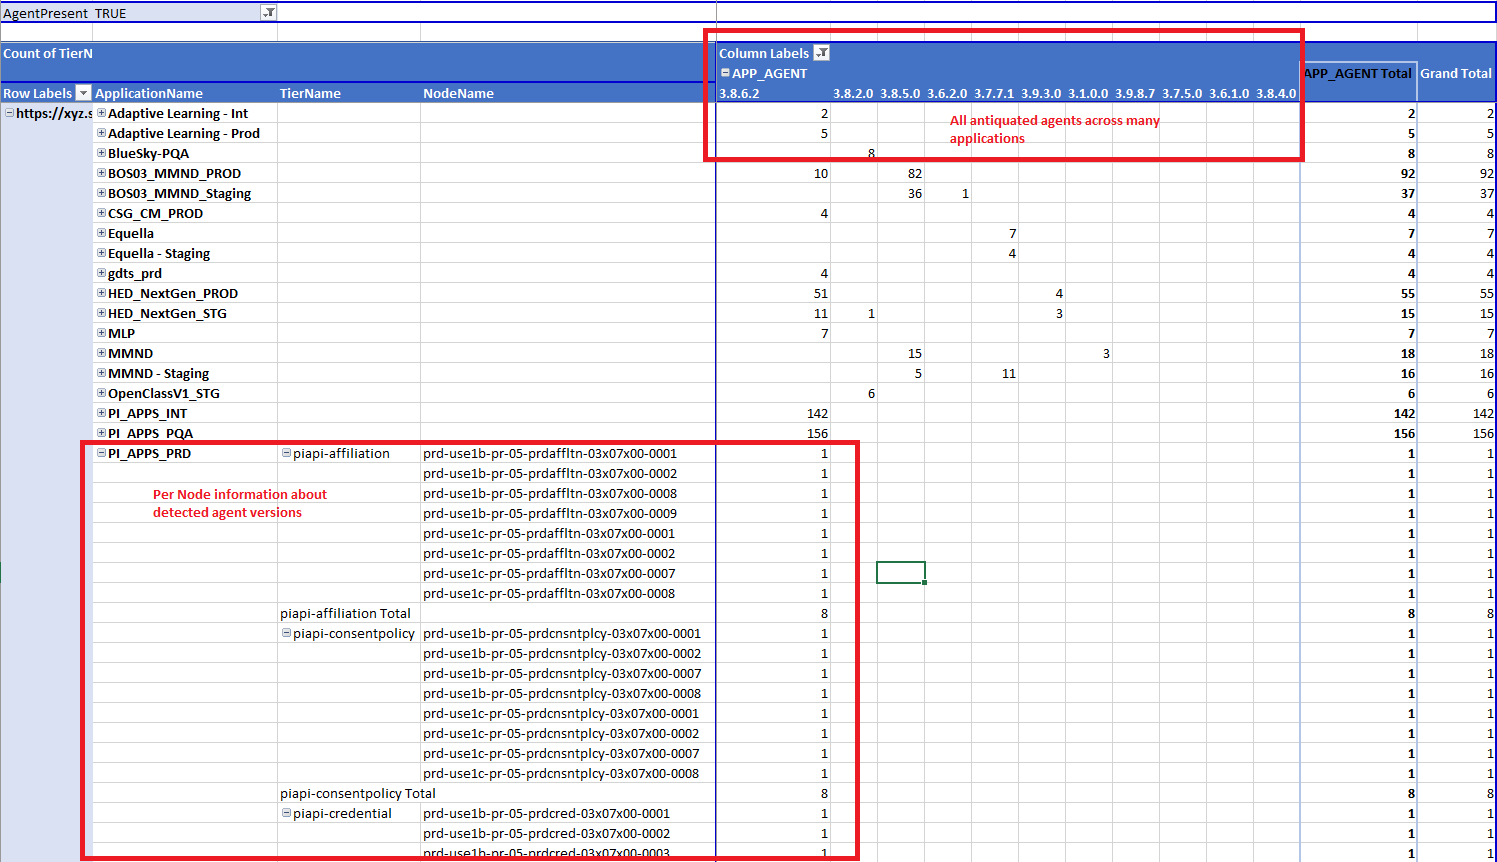 AgentPresent TRUE
Count of TierN
Column Labels
APP_AGENT
APP_AGENT Total Grand Total
Row Labels ApplicationName TierName NodeName 3.8.6.2 3.8.2.0 3.8.5.0 3.6.2.0 3.7.7.1 3.9.3.0 3.1.0.0 3.9.8.7 3.7.5.0 3.6.1.0 3.8.4.0
https://xyz.s Adaptive Learning - Int 2 2 2
Adaptive Learning - Prod 5 5 5
All antiquated agents across many
applications
BlueSky-PQA 8 8 8
BOS03_MMND_PROD 10 82 92 92
BOS03_MMND_Staging 36 1 37 37
CSG_CM_PROD 4 4 4
Equella 7 7 7
Equella - Staging 4 4 4
gdts_prd 4 4 4
HED_NextGen_PROD 51 4 55 55
HED_NextGen_STG 11 1 3 15 15
MLP 7 7 7
MMND 15 3 18 18
MMND - Staging 5 11 16 16
OpenClassV1_STG 6 6 6
PI_APPS_INT 142 142 142
PI_APPS_PQA 156 156 156
PI_APPS_PRD piapi-affiliation prd-use1b-pr-05-prdaffltn-03x07x00-0001 1 1 1
prd-use1b-pr-05-prdaffltn-03x07x00-0002 1 1 1
Per Node information about
detected agent versions
prd-use1b-pr-05-prdaffltn-03x07x00-0008 1 1 1
prd-use1b-pr-05-prdaffltn-03x07x00-0009 1 1 1
prd-use1c-pr-05-prdaffltn-03x07x00-0001 1 1 1
prd-use1c-pr-05-prdaffltn-03x07x00-0002 1 1 1
prd-use1c-pr-05-prdaffltn-03x07x00-0007 1 1 1
prd-use1c-pr-05-prdaffltn-03x07x00-0008 1 1 1
piapi-affiliation Total 8 8 8
piapi-consentpolicy prd-use1b-pr-05-prdcnsntplcy-03x07x00-0001 1 1 1
prd-use1b-pr-05-prdcnsntplcy-03x07x00-0002 1 1 1
prd-use1b-pr-05-prdcnsntplcy-03x07x00-0007 1 1 1
prd-use1b-pr-05-prdcnsntplcy-03x07x00-0008 1 1 1
prd-use1c-pr-05-prdcnsntplcy-03x07x00-0001 1 1 1
prd-use1c-pr-05-prdcnsntplcy-03x07x00-0002 1 1 1
prd-use1c-pr-05-prdcnsntplcy-03x07x00-0007 1 1 1
prd-use1c-pr-05-prdcnsntplcy-03x07x00-0008 1 1 1
piapi-consentpolicy Total 8 8 8
piapi-credential prd-use1b-pr-05-prdcred-03x07x00-0001 1 1 1
prd-use1b-pr-05-prdcred-03x07x00-0002 1 1 1
prd-use1b-pr-05-prdcred-03x07x00-0003 1 1 1